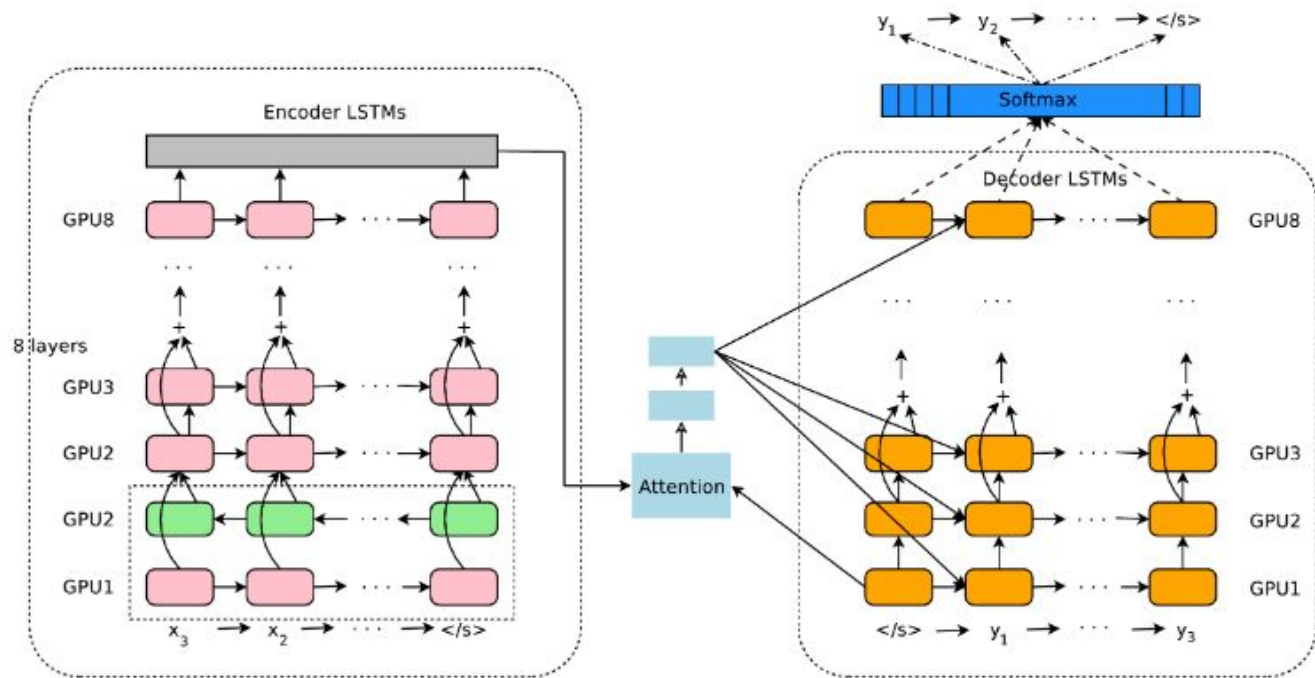 y1 y2 · · · </s>
Softmax
Encoder LSTMs
Decoder LSTMs
GPU8
· · ·
GPU8
· · ·
· · ·
· · ·
· · ·
· · ·
· · ·
· · ·
+ + +
8 layers
GPU3
· · ·
+ + +
GPU2
· · ·
GPU3
· · ·
Attention
GPU2
· · ·
GPU2
· · ·
GPU1
· · ·
GPU1
· · ·
x3 x2 · · · </s>
</s> y1 · · · y3